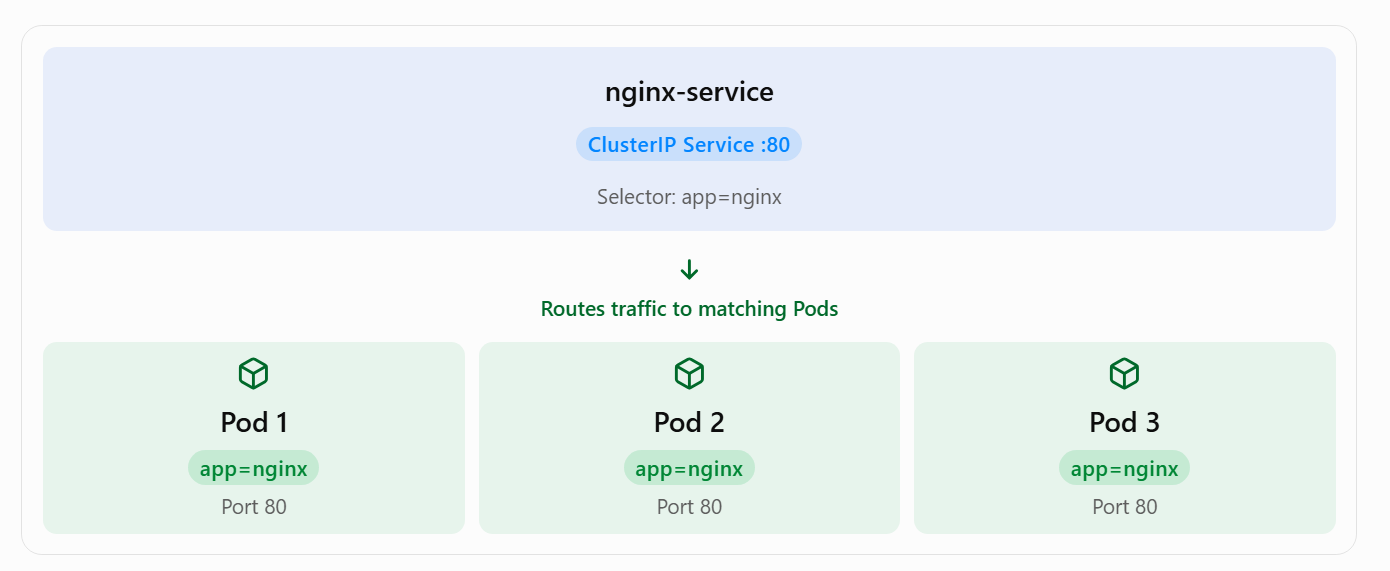 nginx-service
ClusterIP Service :80
Selector: app=nginx
Routes traffic to matching Pods
Pod 1
app=nginx
Port 80
Pod 2
app=nginx
Port 80
Pod 3
app=nginx
Port 80